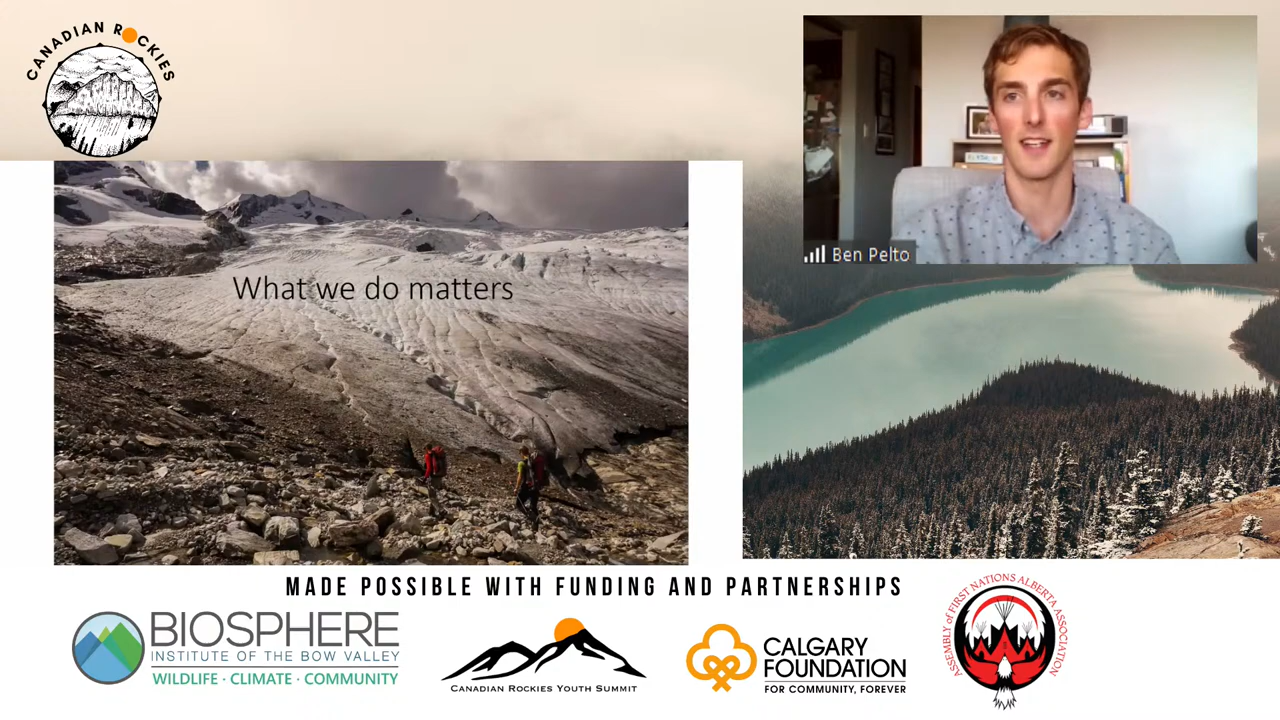 CANADIAN ROCKIES
Ben Pelto
What we do matters
MADE POSSIBLE WITH FUNDING AND PARTNERSHIPS
BIOSPHERE
INSTITUTE OF THE BOW VALLEY
WILDLIFE · CLIMATE · COMMUNITY
CANADIAN ROCKIES YOUTH SUMMIT
CALGARY
FOUNDATION
FOR COMMUNITY, FOREVER
ASSEMBLY of FIRST NATIONS ALBERTA ASSOCIATION